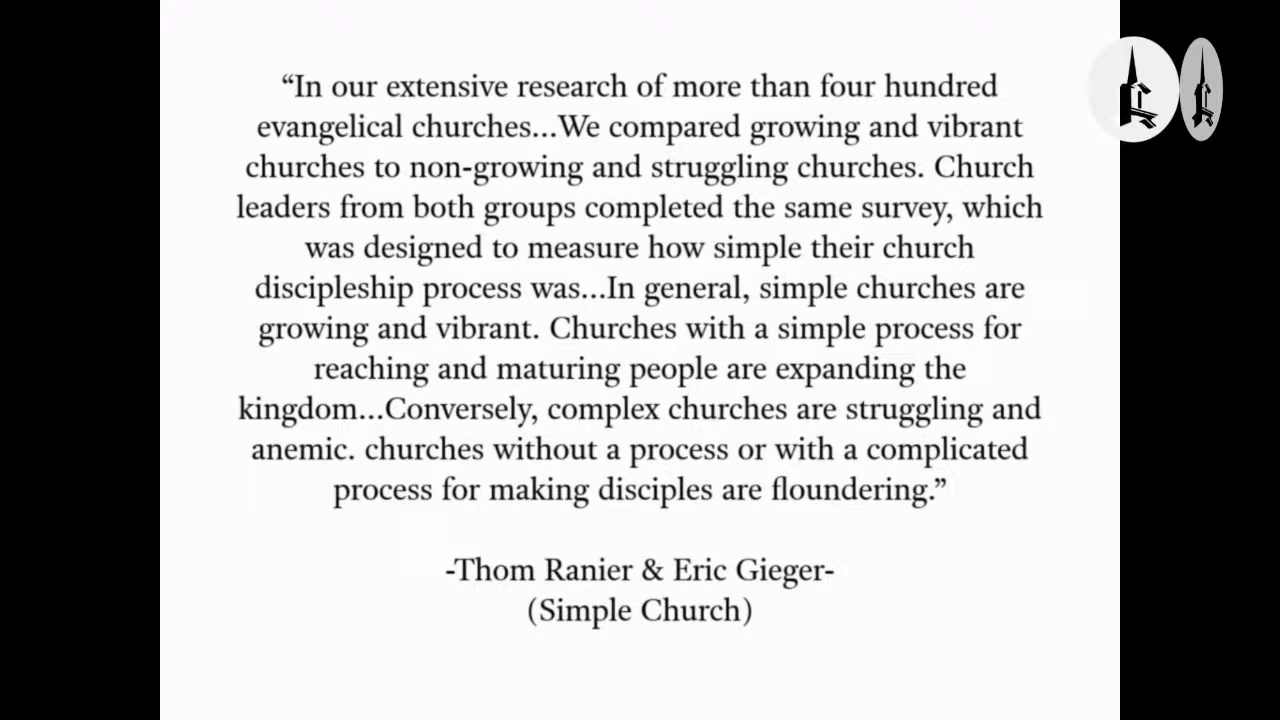 “In our extensive research of more than four hundred
evangelical churches...We compared growing and vibrant
churches to non-growing and struggling churches. Church
leaders from both groups completed the same survey, which
was designed to measure how simple their church
discipleship process was...In general, simple churches are
growing and vibrant. Churches with a simple process for
reaching and maturing people are expanding the
kingdom...Conversely, complex churches are struggling and
anemic. churches without a process or with a complicated
process for making disciples are floundering.”
-Thom Ranier & Eric Gieger-
(Simple Church)